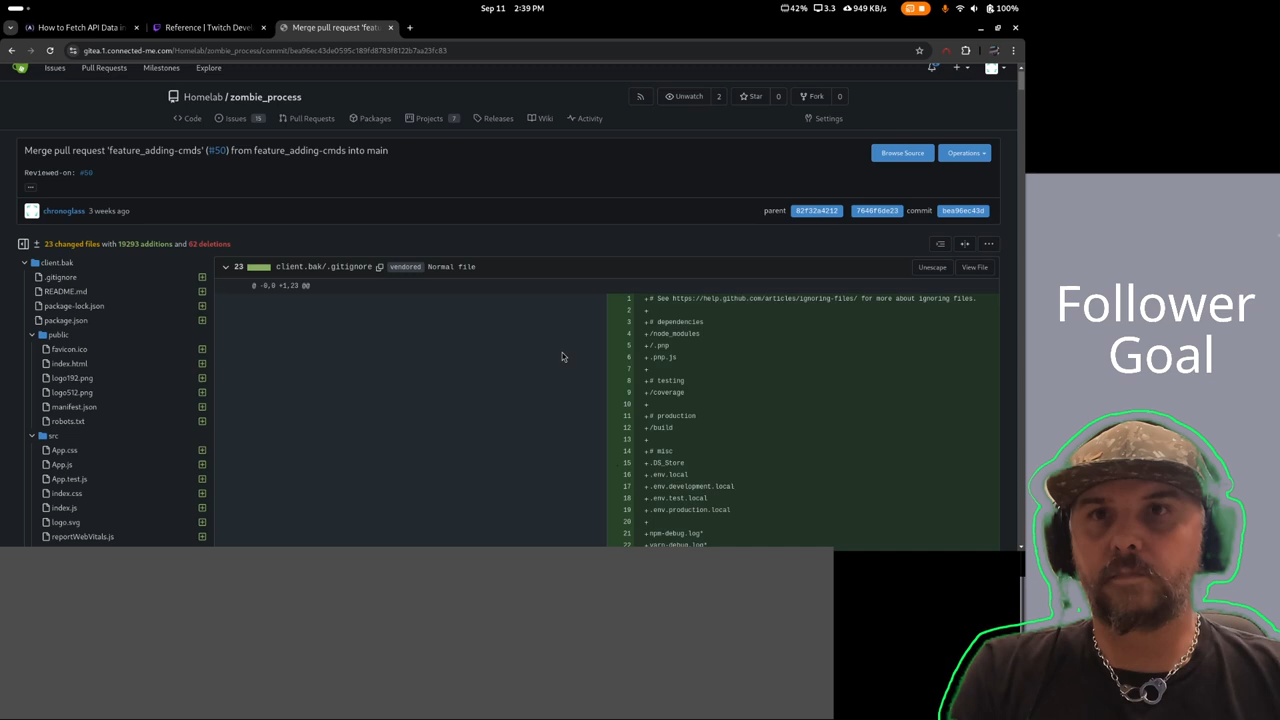 Sep 11 2:39 PM
42% 3.3 949 KB/s 100%
How to Fetch API Data in
Reference | Twitch Devel
Merge pull request 'featu
gitea.1.connected-me.com/Homelab/zombie_process/commit/bea96ec43de0595c189fd8783f8122b7aa23fc83
Issues Pull Requests Milestones Explore
Homelab / zombie_process
Unwatch 2 Star 0 Fork 0
Code Issues 15 Pull Requests Packages Projects 7 Releases Wiki Activity Settings
Merge pull request 'feature_adding-cmds' (#50) from feature_adding-cmds into main
Browse Source Operations
Reviewed-on: #50
...
chronoglass 3 weeks ago
parent 82f32a4212 7646f6de23 commit bea96ec43d
23 changed files with 19293 additions and 62 deletions
client.bak
.gitignore
README.md
package-lock.json
package.json
public
favicon.ico
index.html
logo192.png
logo512.png
manifest.json
robots.txt
src
App.css
App.js
App.test.js
index.css
index.js
logo.svg
reportWebVitals.js
23 client.bak/.gitignore vendored Normal file
Unescape View File
@ -0,0 +1,23 @@
1 +# See https://help.github.com/articles/ignoring-files/ for more about ignoring files.
2 +
3 +# dependencies
4 +/node_modules
5 +/.pnp
6 +.pnp.js
7 +
8 +# testing
9 +/coverage
10 +
11 +# production
12 +/build
13 +
14 +# misc
15 +.DS_Store
16 +.env.local
17 +.env.development.local
18 +.env.test.local
19 +.env.production.local
20 +
21 +npm-debug.log*
22 +yarn-debug.log*
Follower
Goal